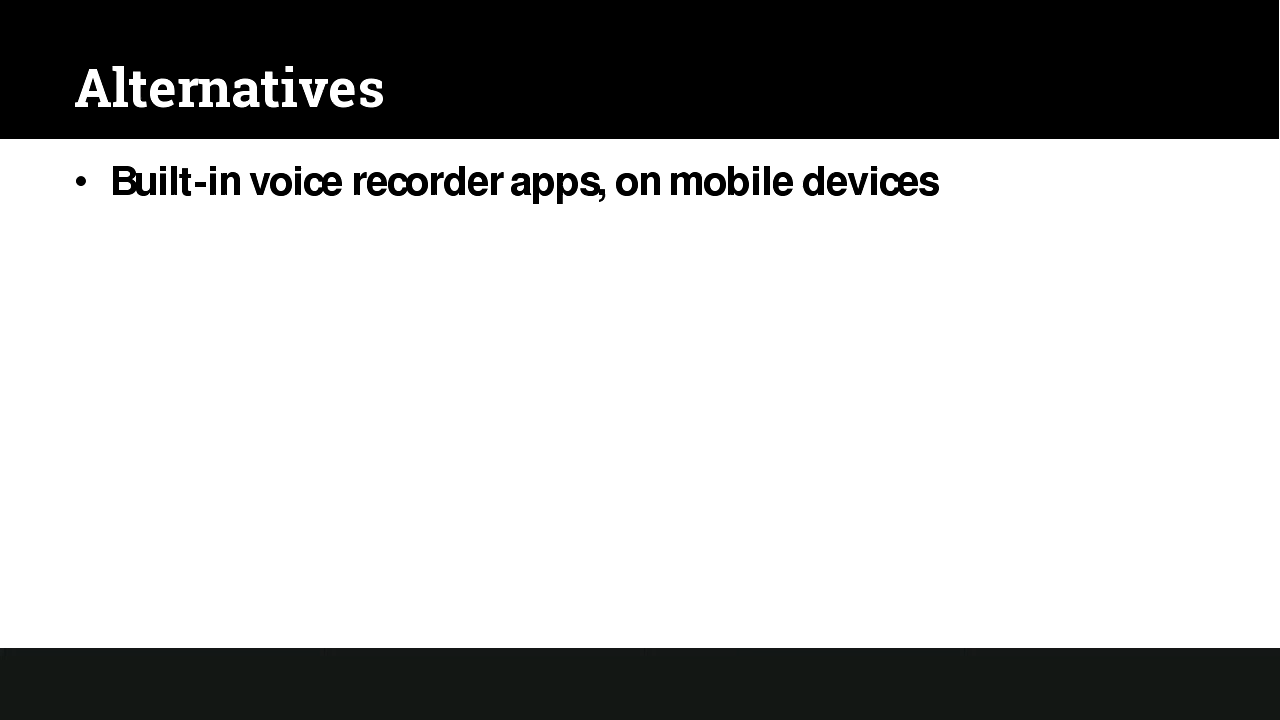 Alternatives
• Built-in voice recorder apps, on mobile devices